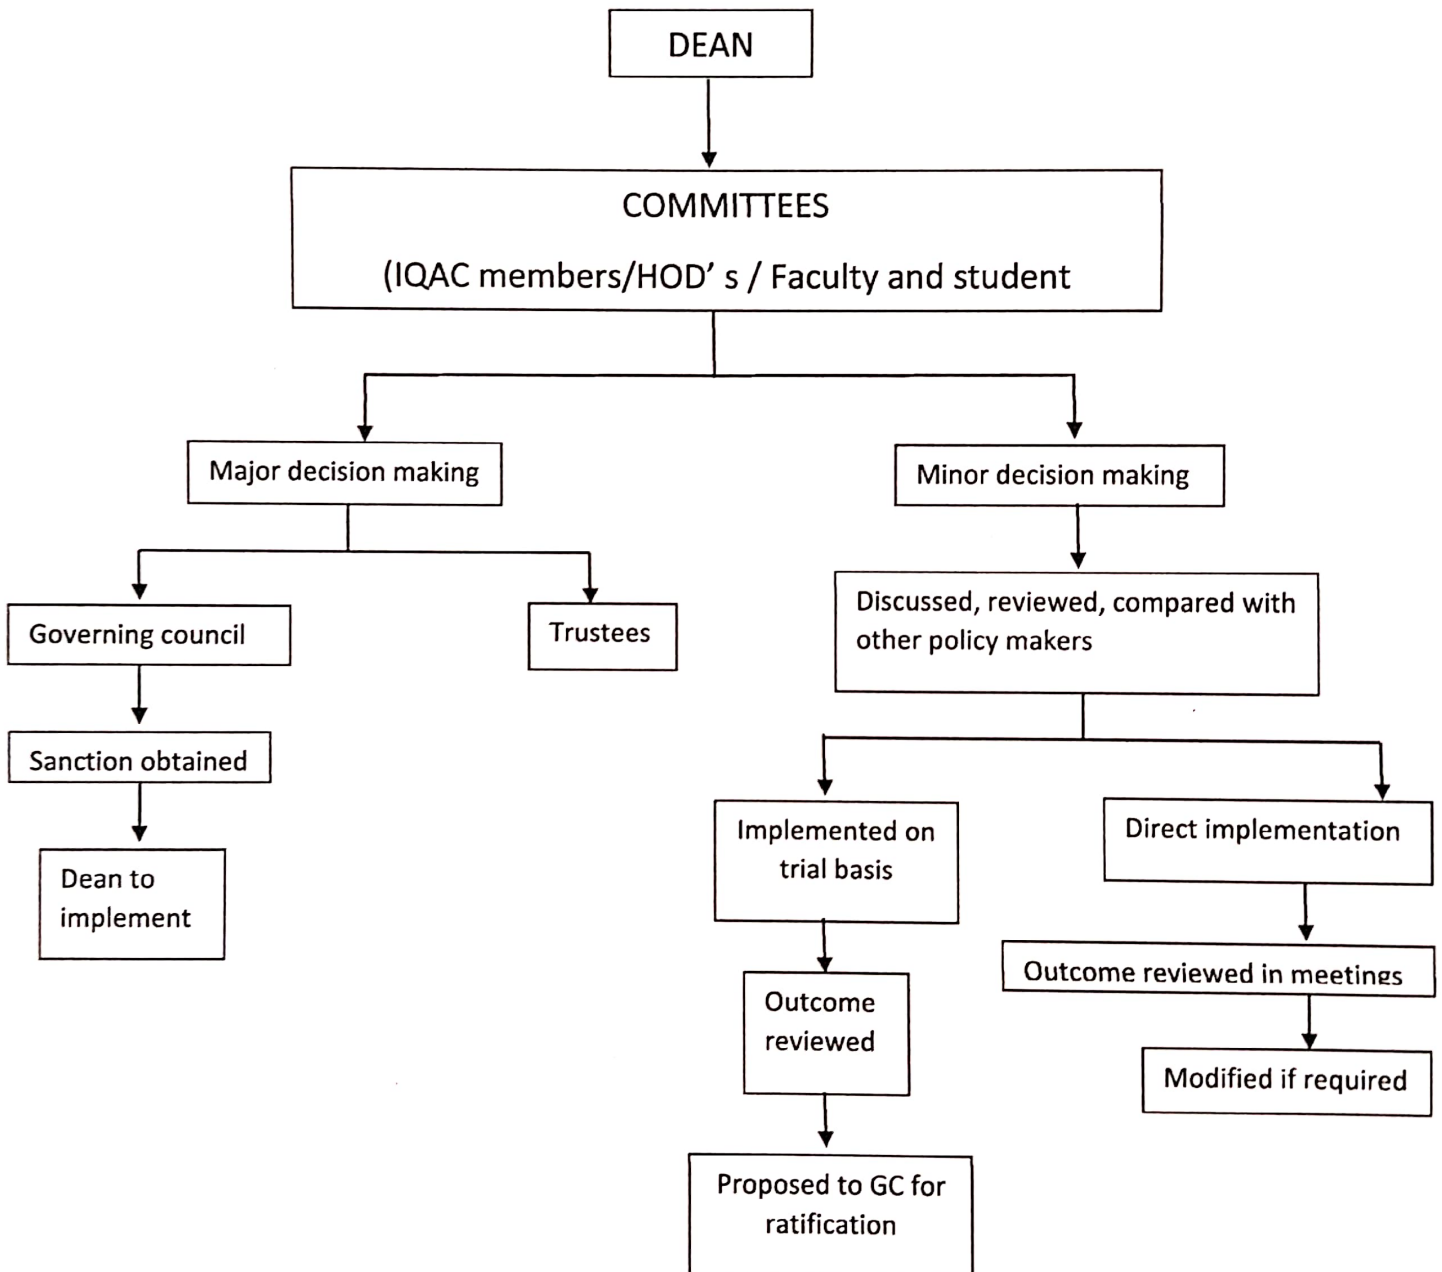 DEAN
COMMITTEES
(IQAC members/HOD' s / Faculty and student
Major decision making
Minor decision making
Governing council
Trustees
Discussed, reviewed, compared with
other policy makers
Sanction obtained
Dean to
implement
Implemented on
trial basis
Direct implementation
Outcome
reviewed
Outcome reviewed in meetings
Modified if required
Proposed to GC for
ratification